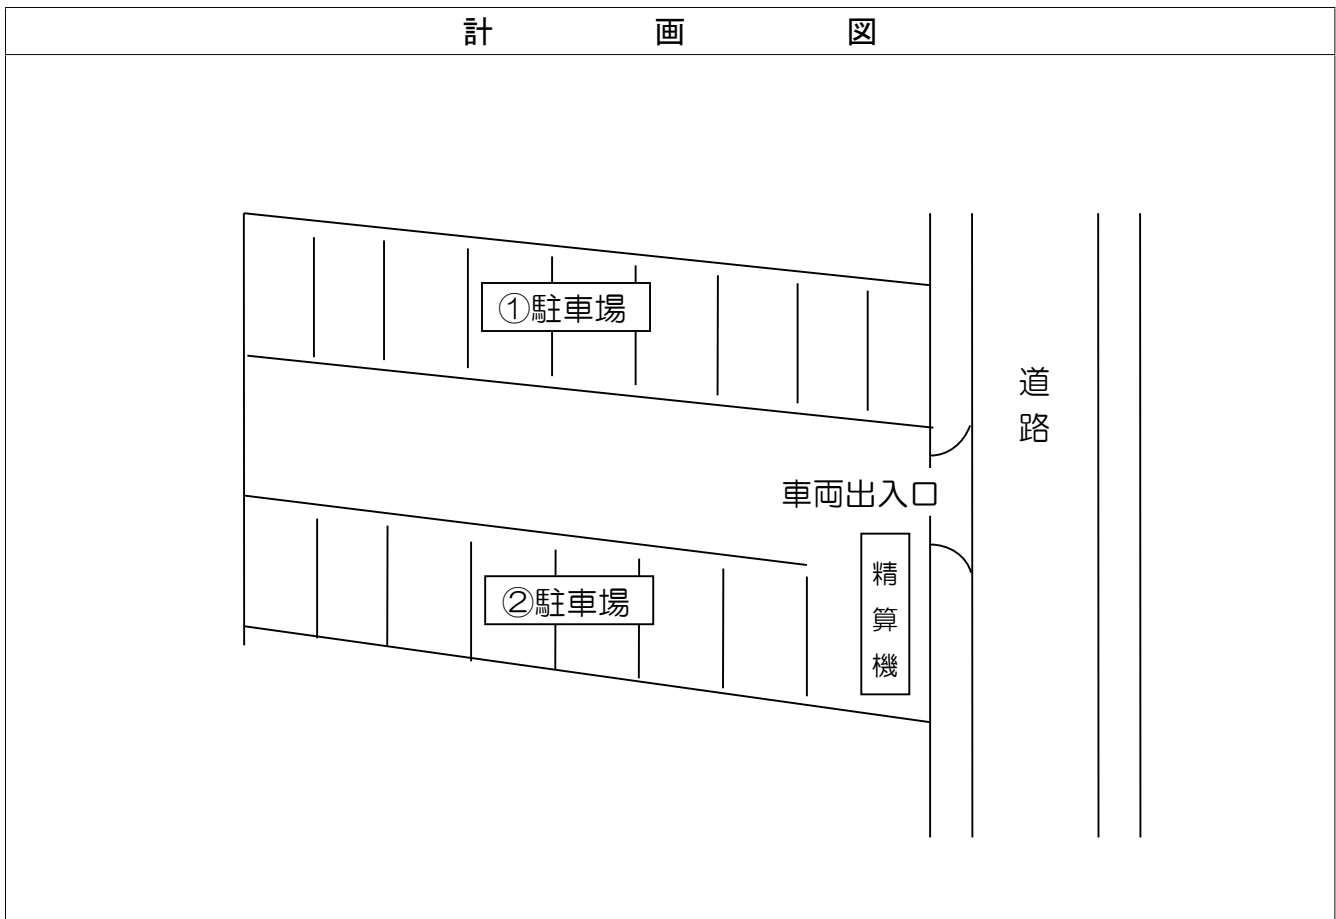 計画図
①駐車場
道路
車両出入口
精算機
②駐車場